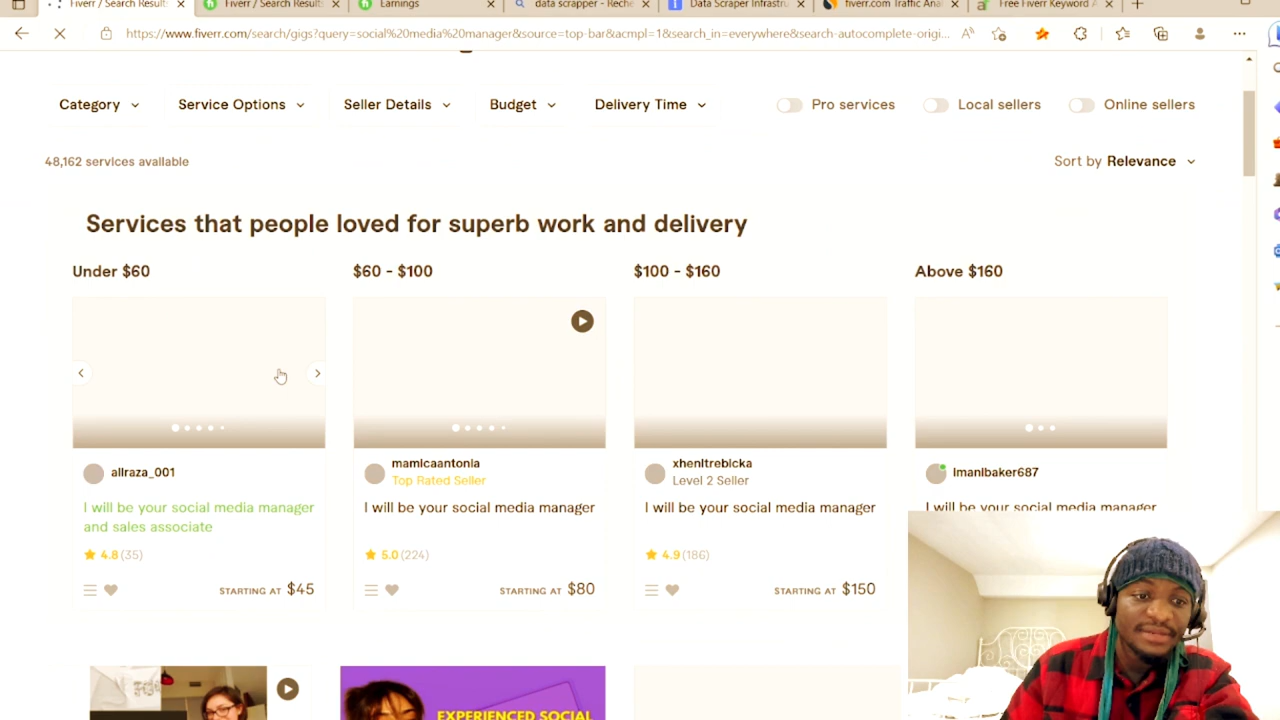 Fiverr / Search Results
Fiverr / Search Result
Earnings
data scrapper - Reche
Data Scraper Infrastru
fiverr.com Traffic Anal
Free Fiverr Keyword A
https://www.fiverr.com/search/gigs?query=social%20media%20manager&source=top-bar&acmpl=1&search_in=everywhere&search-autocomplete-origi...
Category
Service Options
Seller Details
Budget
Delivery Time
Pro services
Local sellers
Online sellers
48,162 services available
Sort by Relevance
Services that people loved for superb work and delivery
Under $60
$60 - $100
$100 - $160
Above $160
allraza_001
mamicaantonia
Top Rated Seller
xhenitrebicka
Level 2 Seller
imanibaker687
I will be your social media manager
and sales associate
I will be your social media manager
I will be your social media manager
I will be your social media manager
4.8 (35)
5.0 (224)
4.9 (186)
STARTING AT $45
STARTING AT $80
STARTING AT $150
EXPERIENCED SOCIAL